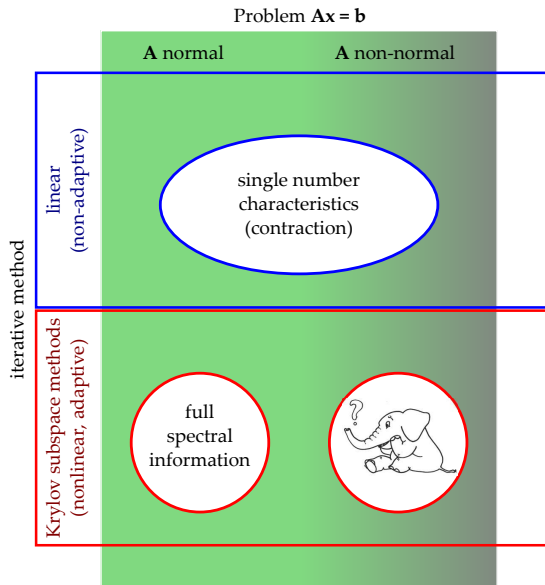 Problem Ax = b
A normal
A non-normal
iterative method
linear
(non-adaptive)
single number
characteristics
(contraction)
Krylov subspace methods
(nonlinear, adaptive)
full
spectral
information
?